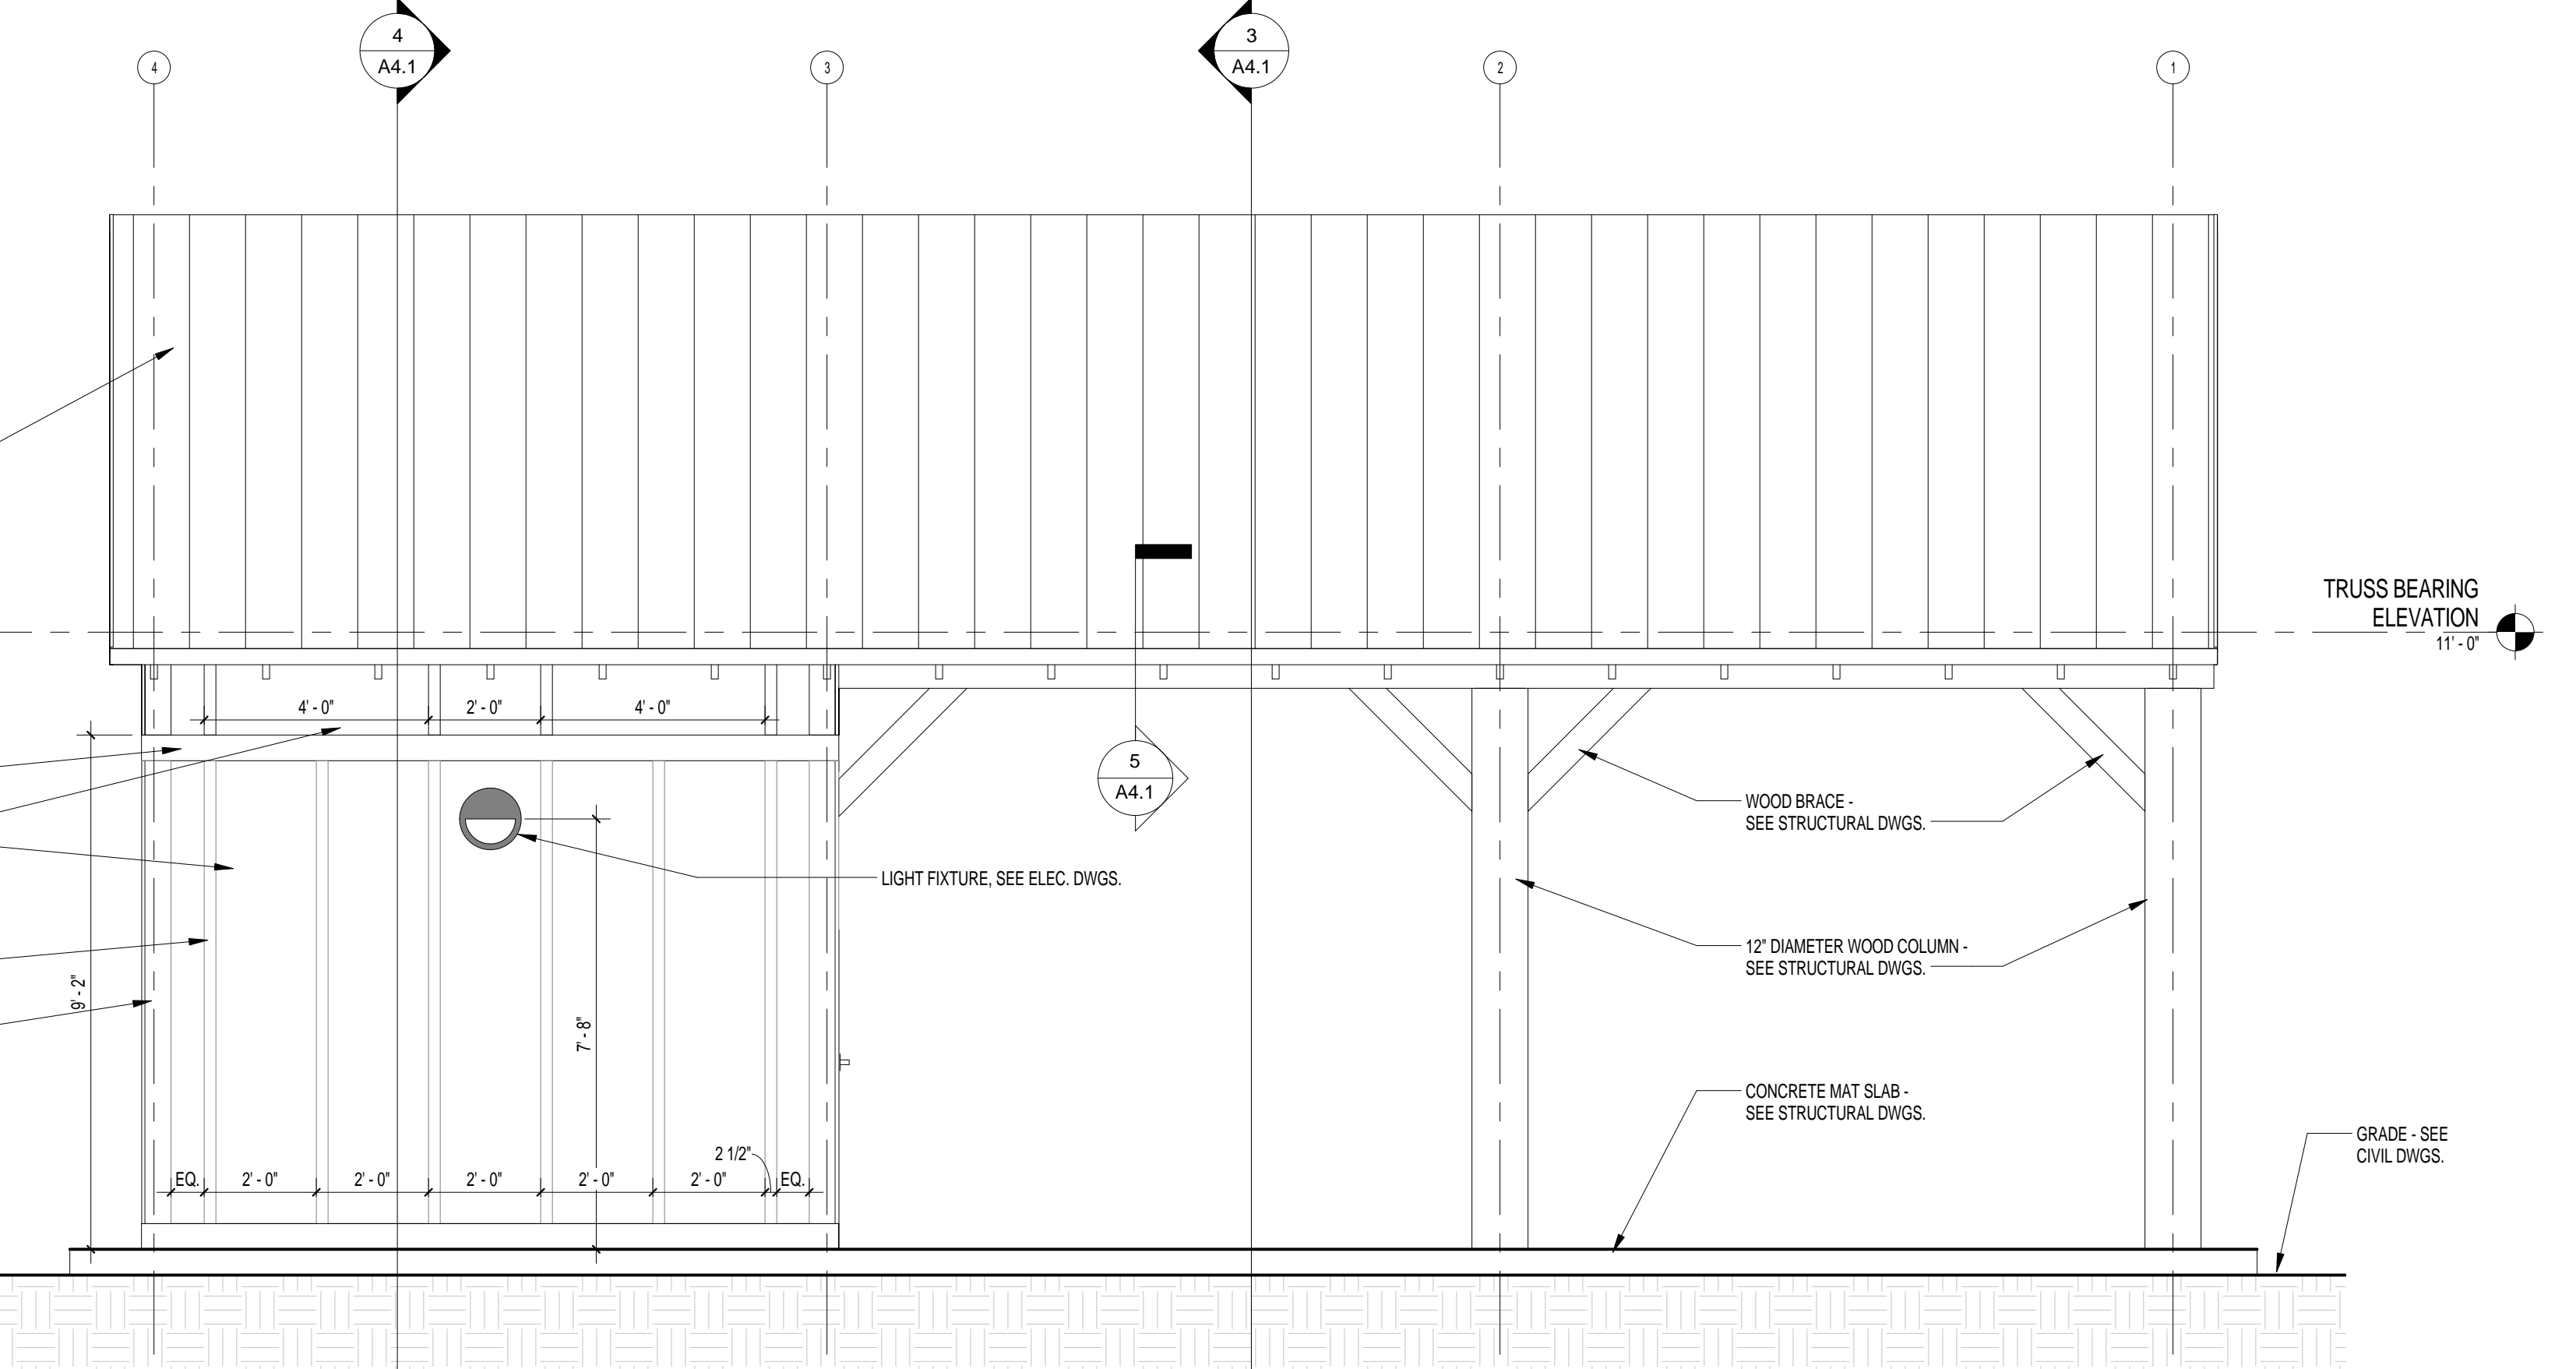 4
A4.1
3
A4.1
4
3
2
1
TRUSS BEARING
ELEVATION
11' - 0"
4' - 0"
2' - 0"
4' - 0"
5
A4.1
WOOD BRACE -
SEE STRUCTURAL DWGS.
LIGHT FIXTURE, SEE ELEC. DWGS.
12" DIAMETER WOOD COLUMN -
SEE STRUCTURAL DWGS.
9' - 2"
7' - 8"
CONCRETE MAT SLAB -
SEE STRUCTURAL DWGS.
GRADE - SEE
CIVIL DWGS.
2 1/2"
EQ.
2' - 0"
2' - 0"
2' - 0"
2' - 0"
2' - 0"
EQ.